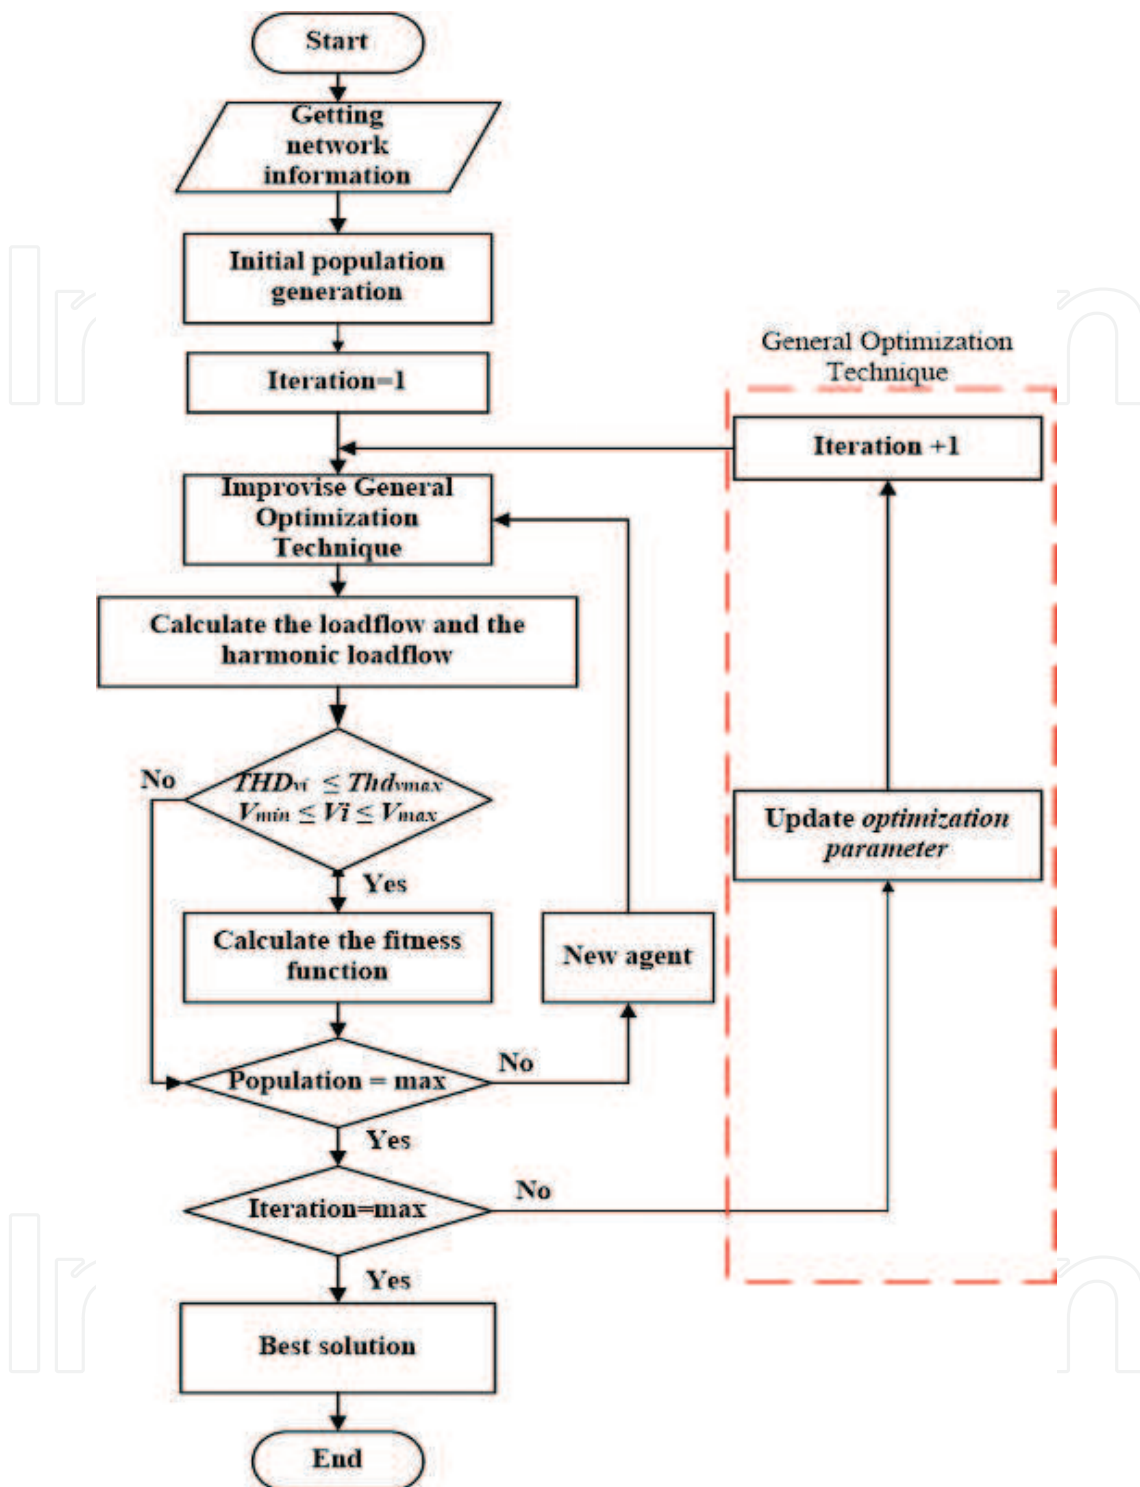 Start
Getting
network
information
Initial population
generation
Iteration=1
General Optimization
Technique
Iteration +1
Improvise General
Optimization
Technique
Calculate the loadflow and the
harmonic loadflow
No
THDvi ≤ Thdvmax
Vmin ≤ Vi ≤ Vmax
Yes
Update optimization
parameter
Calculate the fitness
function
New agent
Population = max
No
Yes
Iteration=max
No
Yes
Best solution
End